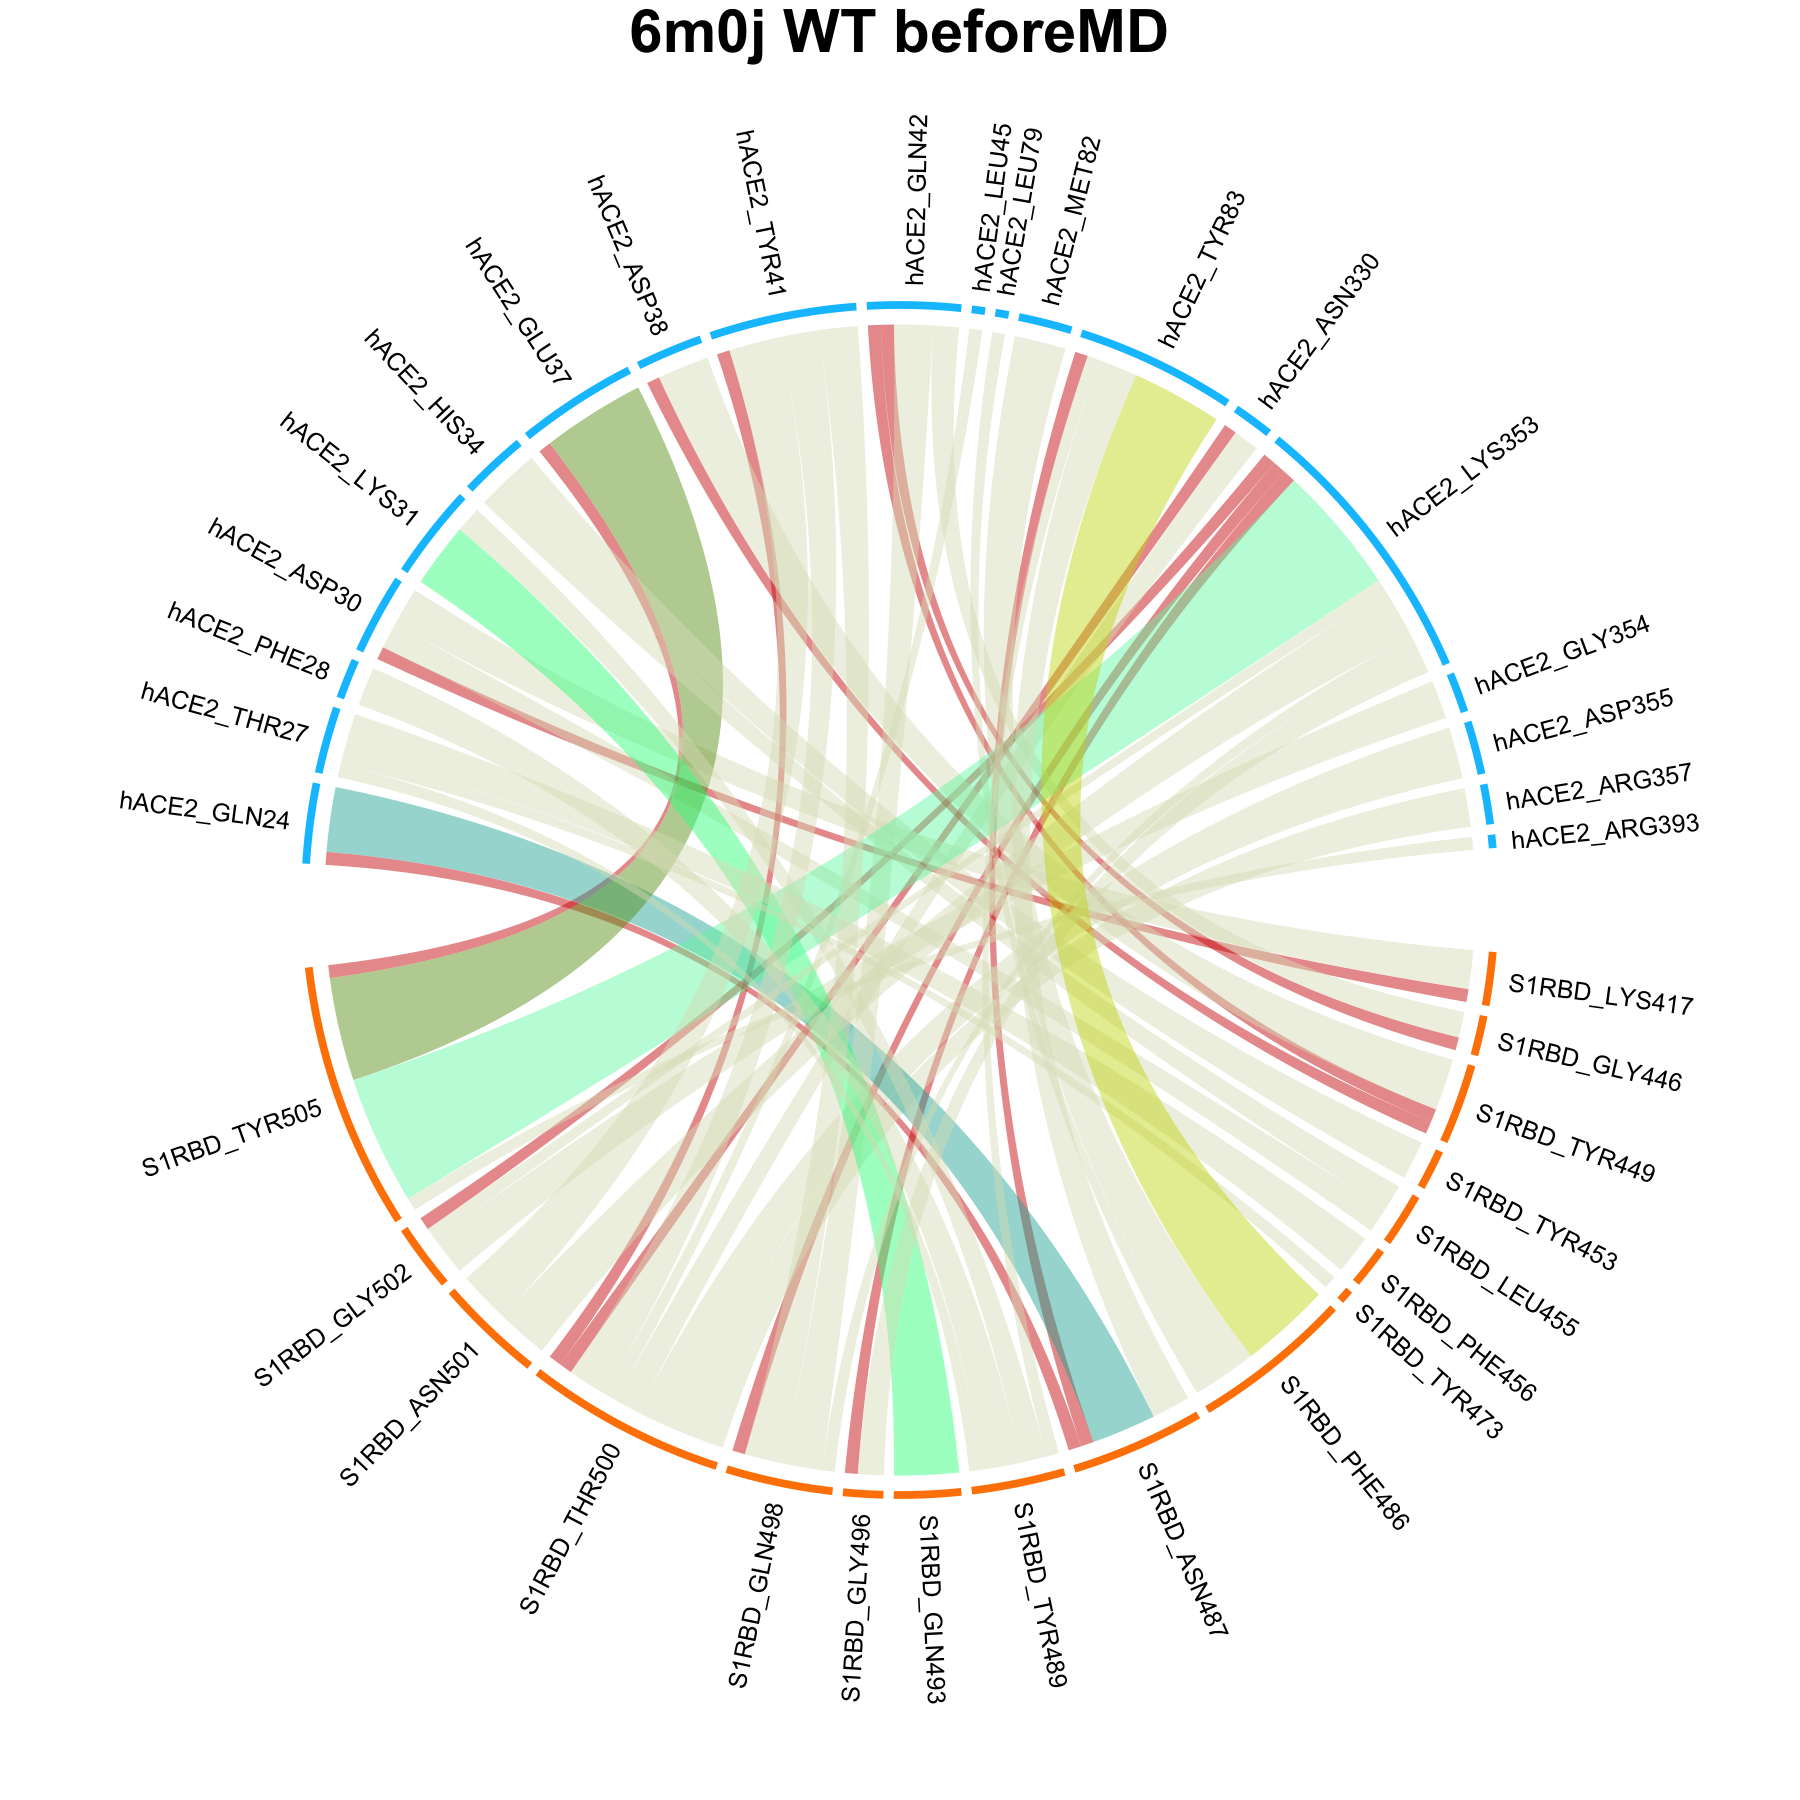 6m0j WT beforeMD
hACE2_GLN24
hACE2_THR27
hACE2_PHE28
hACE2_ASP30
hACE2_LYS31
hACE2_HIS34
hACE2_GLU37
hACE2_ASP38
hACE2_TYR41
hACE2_GLN42
hACE2_LEU45
hACE2_LEU79
hACE2_MET82
hACE2_TYR83
hACE2_ASN330
hACE2_LYS353
hACE2_GLY354
hACE2_ASP355
hACE2_ARG357
hACE2_ARG393
S1RBD_LYS417
S1RBD_GLY446
S1RBD_TYR449
S1RBD_TYR453
S1RBD_LEU455
S1RBD_PHE456
S1RBD_TYR473
S1RBD_PHE486
S1RBD_ASN487
S1RBD_TYR489
S1RBD_GLN493
S1RBD_GLY496
S1RBD_GLN498
S1RBD_THR500
S1RBD_ASN501
S1RBD_GLY502
S1RBD_TYR505